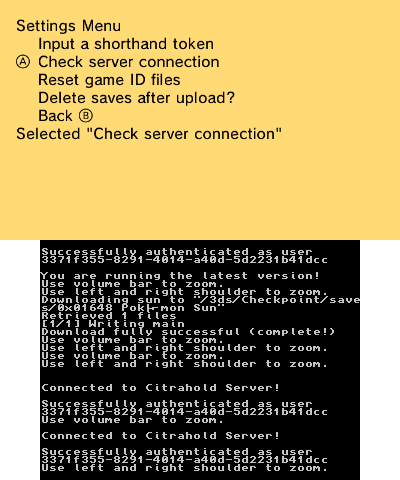 Settings Menu
Input a shorthand token
Ⓐ Check server connection
Reset game ID files
Delete saves after upload?
Back Ⓑ
Selected "Check server connection"
Successfully authenticated as user
3371f355-8291-4014-a40d-5d2231b41dcc
You are running the latest version!
Use volume bar to zoom.
Use left and right shoulder to zoom.
Downloading sun to "/3ds/Checkpoint/save
s/0x01648 Pok├⌐mon Sun"
Retrieved 1 files
[1/1] Writing main
Download fully successful (complete!)
Use volume bar to zoom.
Use left and right shoulder to zoom.
Use volume bar to zoom.
Use left and right shoulder to zoom.
Connected to Citrahold Server!
Successfully authenticated as user
3371f355-8291-4014-a40d-5d2231b41dcc
Use volume bar to zoom.
Connected to Citrahold Server!
Successfully authenticated as user
3371f355-8291-4014-a40d-5d2231b41dcc
Use left and right shoulder to zoom.